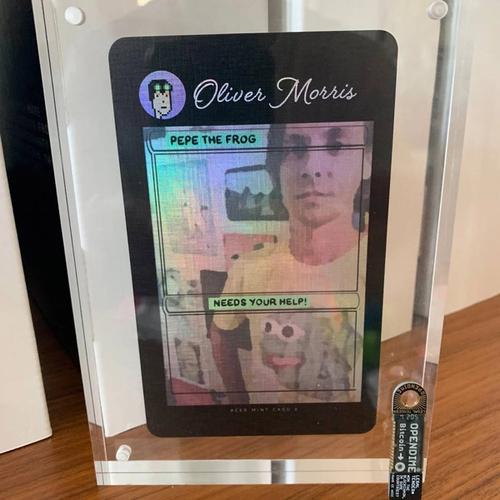 Oliver Morris
PEPE THE FROG
NEEDS YOUR HELP!
OPENDIME
Bitcoin